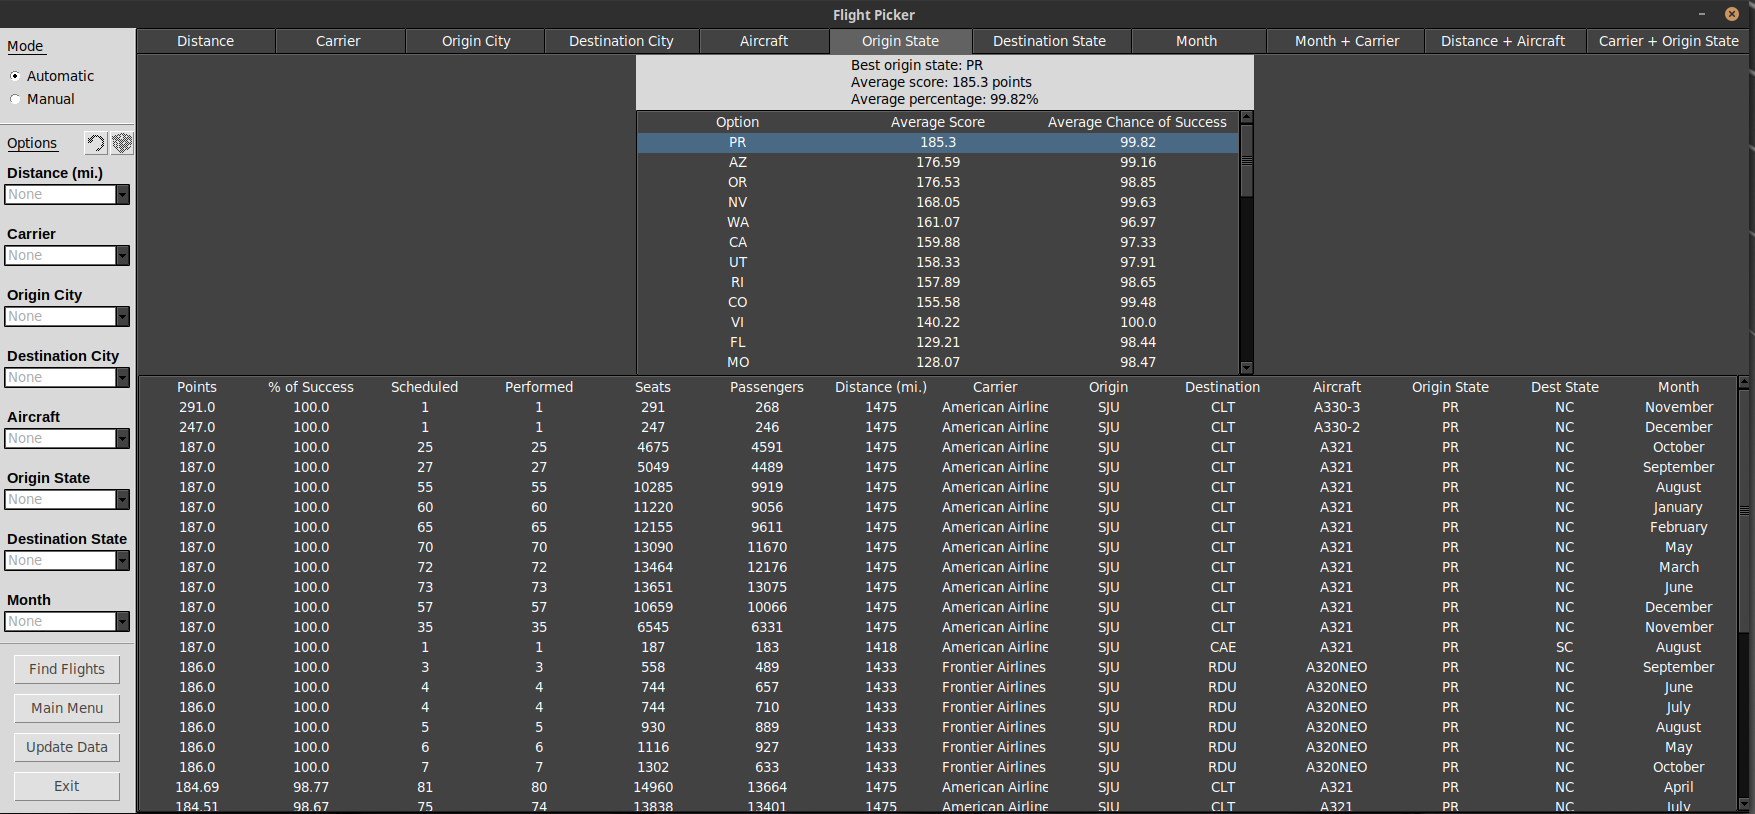 Flight Picker
Mode
Automatic
Manual
Options
Distance (mi.)
None
Carrier
None
Origin City
None
Destination City
None
Aircraft
None
Origin State
None
Destination State
None
Month
None
Find Flights
Main Menu
Update Data
Exit
Distance Carrier Origin City Destination City Aircraft Origin State Destination State Month Month + Carrier Distance + Aircraft Carrier + Origin State
Best origin state: PR
Average score: 185.3 points
Average percentage: 99.82%
Option Average Score Average Chance of Success
PR 185.3 99.82
AZ 176.59 99.16
OR 176.53 98.85
NV 168.05 99.63
WA 161.07 96.97
CA 159.88 97.33
UT 158.33 97.91
RI 157.89 98.65
CO 155.58 99.48
VI 140.22 100.0
FL 129.21 98.44
MO 128.07 98.47
Points % of Success Scheduled Performed Seats Passengers Distance (mi.) Carrier Origin Destination Aircraft Origin State Dest State Month
291.0 100.0 1 1 291 268 1475 American Airline SJU CLT A330-3 PR NC November
247.0 100.0 1 1 247 246 1475 American Airline SJU CLT A330-2 PR NC December
187.0 100.0 25 25 4675 4591 1475 American Airline SJU CLT A321 PR NC October
187.0 100.0 27 27 5049 4489 1475 American Airline SJU CLT A321 PR NC September
187.0 100.0 55 55 10285 9919 1475 American Airline SJU CLT A321 PR NC August
187.0 100.0 60 60 11220 9056 1475 American Airline SJU CLT A321 PR NC January
187.0 100.0 65 65 12155 9611 1475 American Airline SJU CLT A321 PR NC February
187.0 100.0 70 70 13090 11670 1475 American Airline SJU CLT A321 PR NC May
187.0 100.0 72 72 13464 12176 1475 American Airline SJU CLT A321 PR NC March
187.0 100.0 73 73 13651 13075 1475 American Airline SJU CLT A321 PR NC June
187.0 100.0 57 57 10659 10066 1475 American Airline SJU CLT A321 PR NC December
187.0 100.0 35 35 6545 6331 1475 American Airline SJU CLT A321 PR NC November
187.0 100.0 1 1 187 183 1418 American Airline SJU CAE A321 PR SC August
186.0 100.0 3 3 558 489 1433 Frontier Airlines SJU RDU A320NEO PR NC September
186.0 100.0 4 4 744 657 1433 Frontier Airlines SJU RDU A320NEO PR NC June
186.0 100.0 4 4 744 710 1433 Frontier Airlines SJU RDU A320NEO PR NC July
186.0 100.0 5 5 930 889 1433 Frontier Airlines SJU RDU A320NEO PR NC August
186.0 100.0 6 6 1116 927 1433 Frontier Airlines SJU RDU A320NEO PR NC May
186.0 100.0 7 7 1302 633 1433 Frontier Airlines SJU RDU A320NEO PR NC October
184.69 98.77 81 80 14960 13664 1475 American Airline SJU CLT A321 PR NC April
184.51 98.67 75 74 13838 13401 1475 American Airline SJU CLT A321 PR NC July